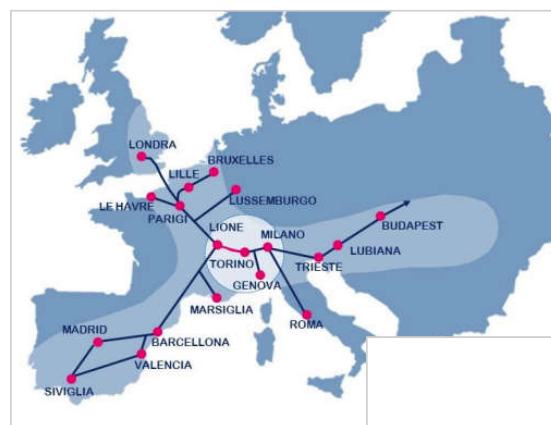 LONDRA
BRUXELLES
LILLE
LE HAVRE
LUSSEMBURGO
PARIGI
BUDAPEST
LIONE
MILANO
LUBIANA
TORINO
TRIESTE
GENOVA
MARSIGLIA
ROMA
MADRID
BARCELLONA
VALENCIA
SIVIGLIA